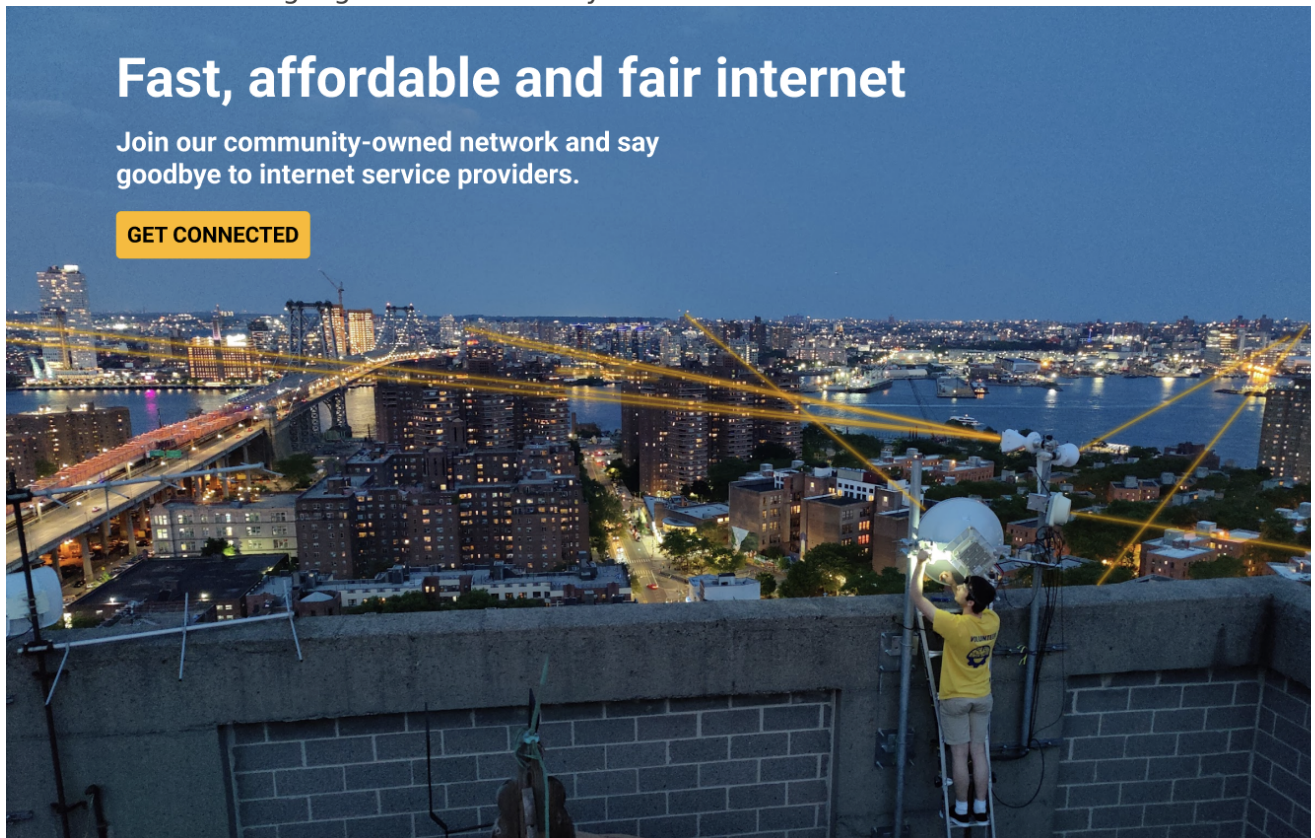 Fast, affordable and fair internet
Join our community-owned network and say
goodbye to internet service providers.
GET CONNECTED
VOLUNTEER